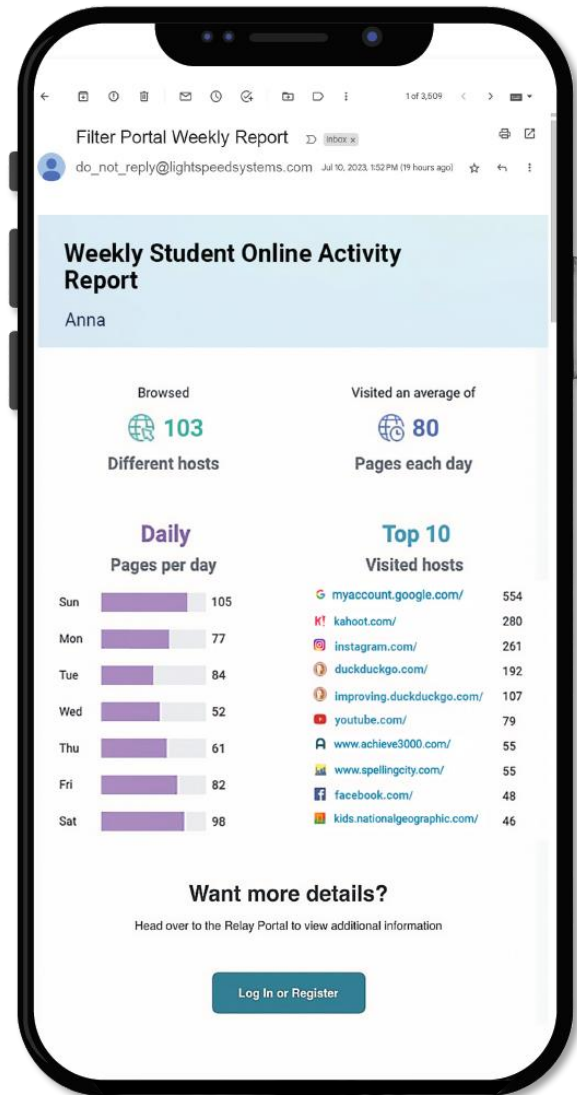 1 of 3,509
Filter Portal Weekly Report Inbox x
do_not_reply@lightspeedsystems.com Jul 10, 2023, 1:52 PM (19 hours ago)
Weekly Student Online Activity
Report
Anna
Browsed
103
Different hosts
Visited an average of
80
Pages each day
Daily
Pages per day
Sun 105
Mon 77
Tue 84
Wed 52
Thu 61
Fri 82
Sat 98
Top 10
Visited hosts
G myaccount.google.com/ 554
K! kahoot.com/ 280
instagram.com/ 261
duckduckgo.com/ 192
improving.duckduckgo.com/ 107
youtube.com/ 79
A www.achieve3000.com/ 55
www.spellingcity.com/ 55
f facebook.com/ 48
kids.nationalgeographic.com/ 46
Want more details?
Head over to the Relay Portal to view additional information
Log In or Register